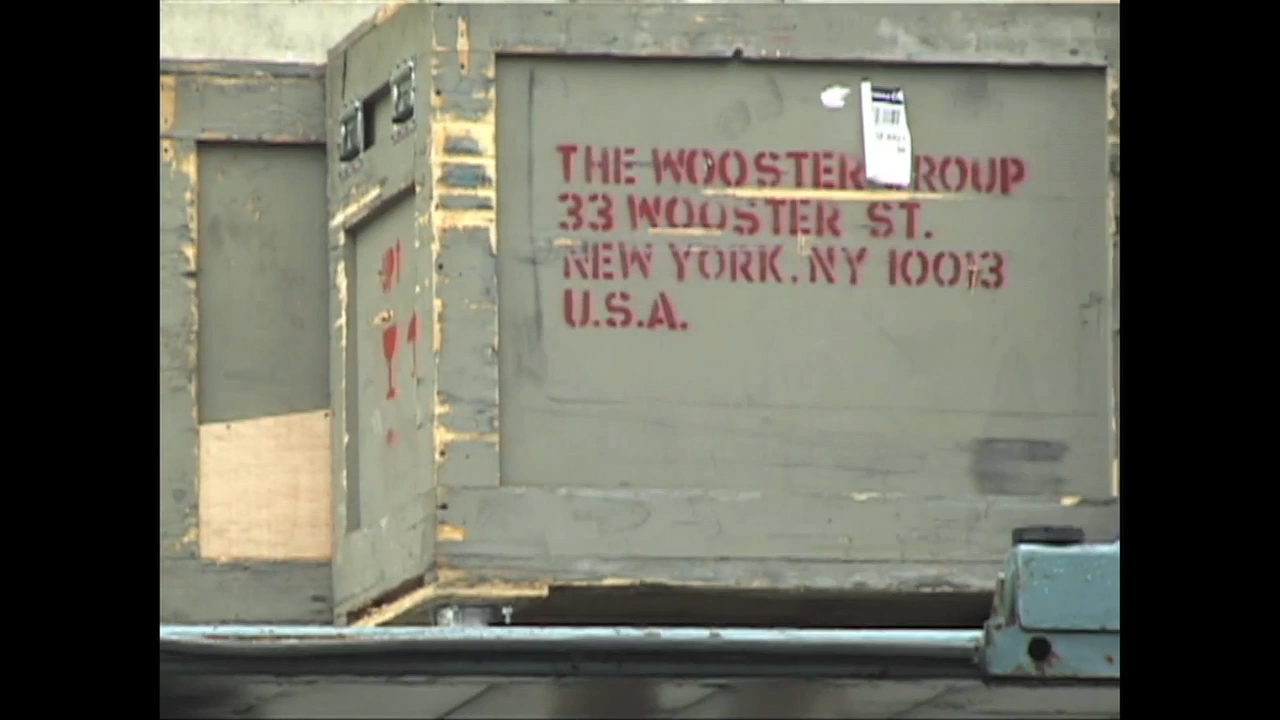 THE WOOSTER GROUP
33 WOOSTER ST.
NEW YORK, NY 10013
U.S.A.